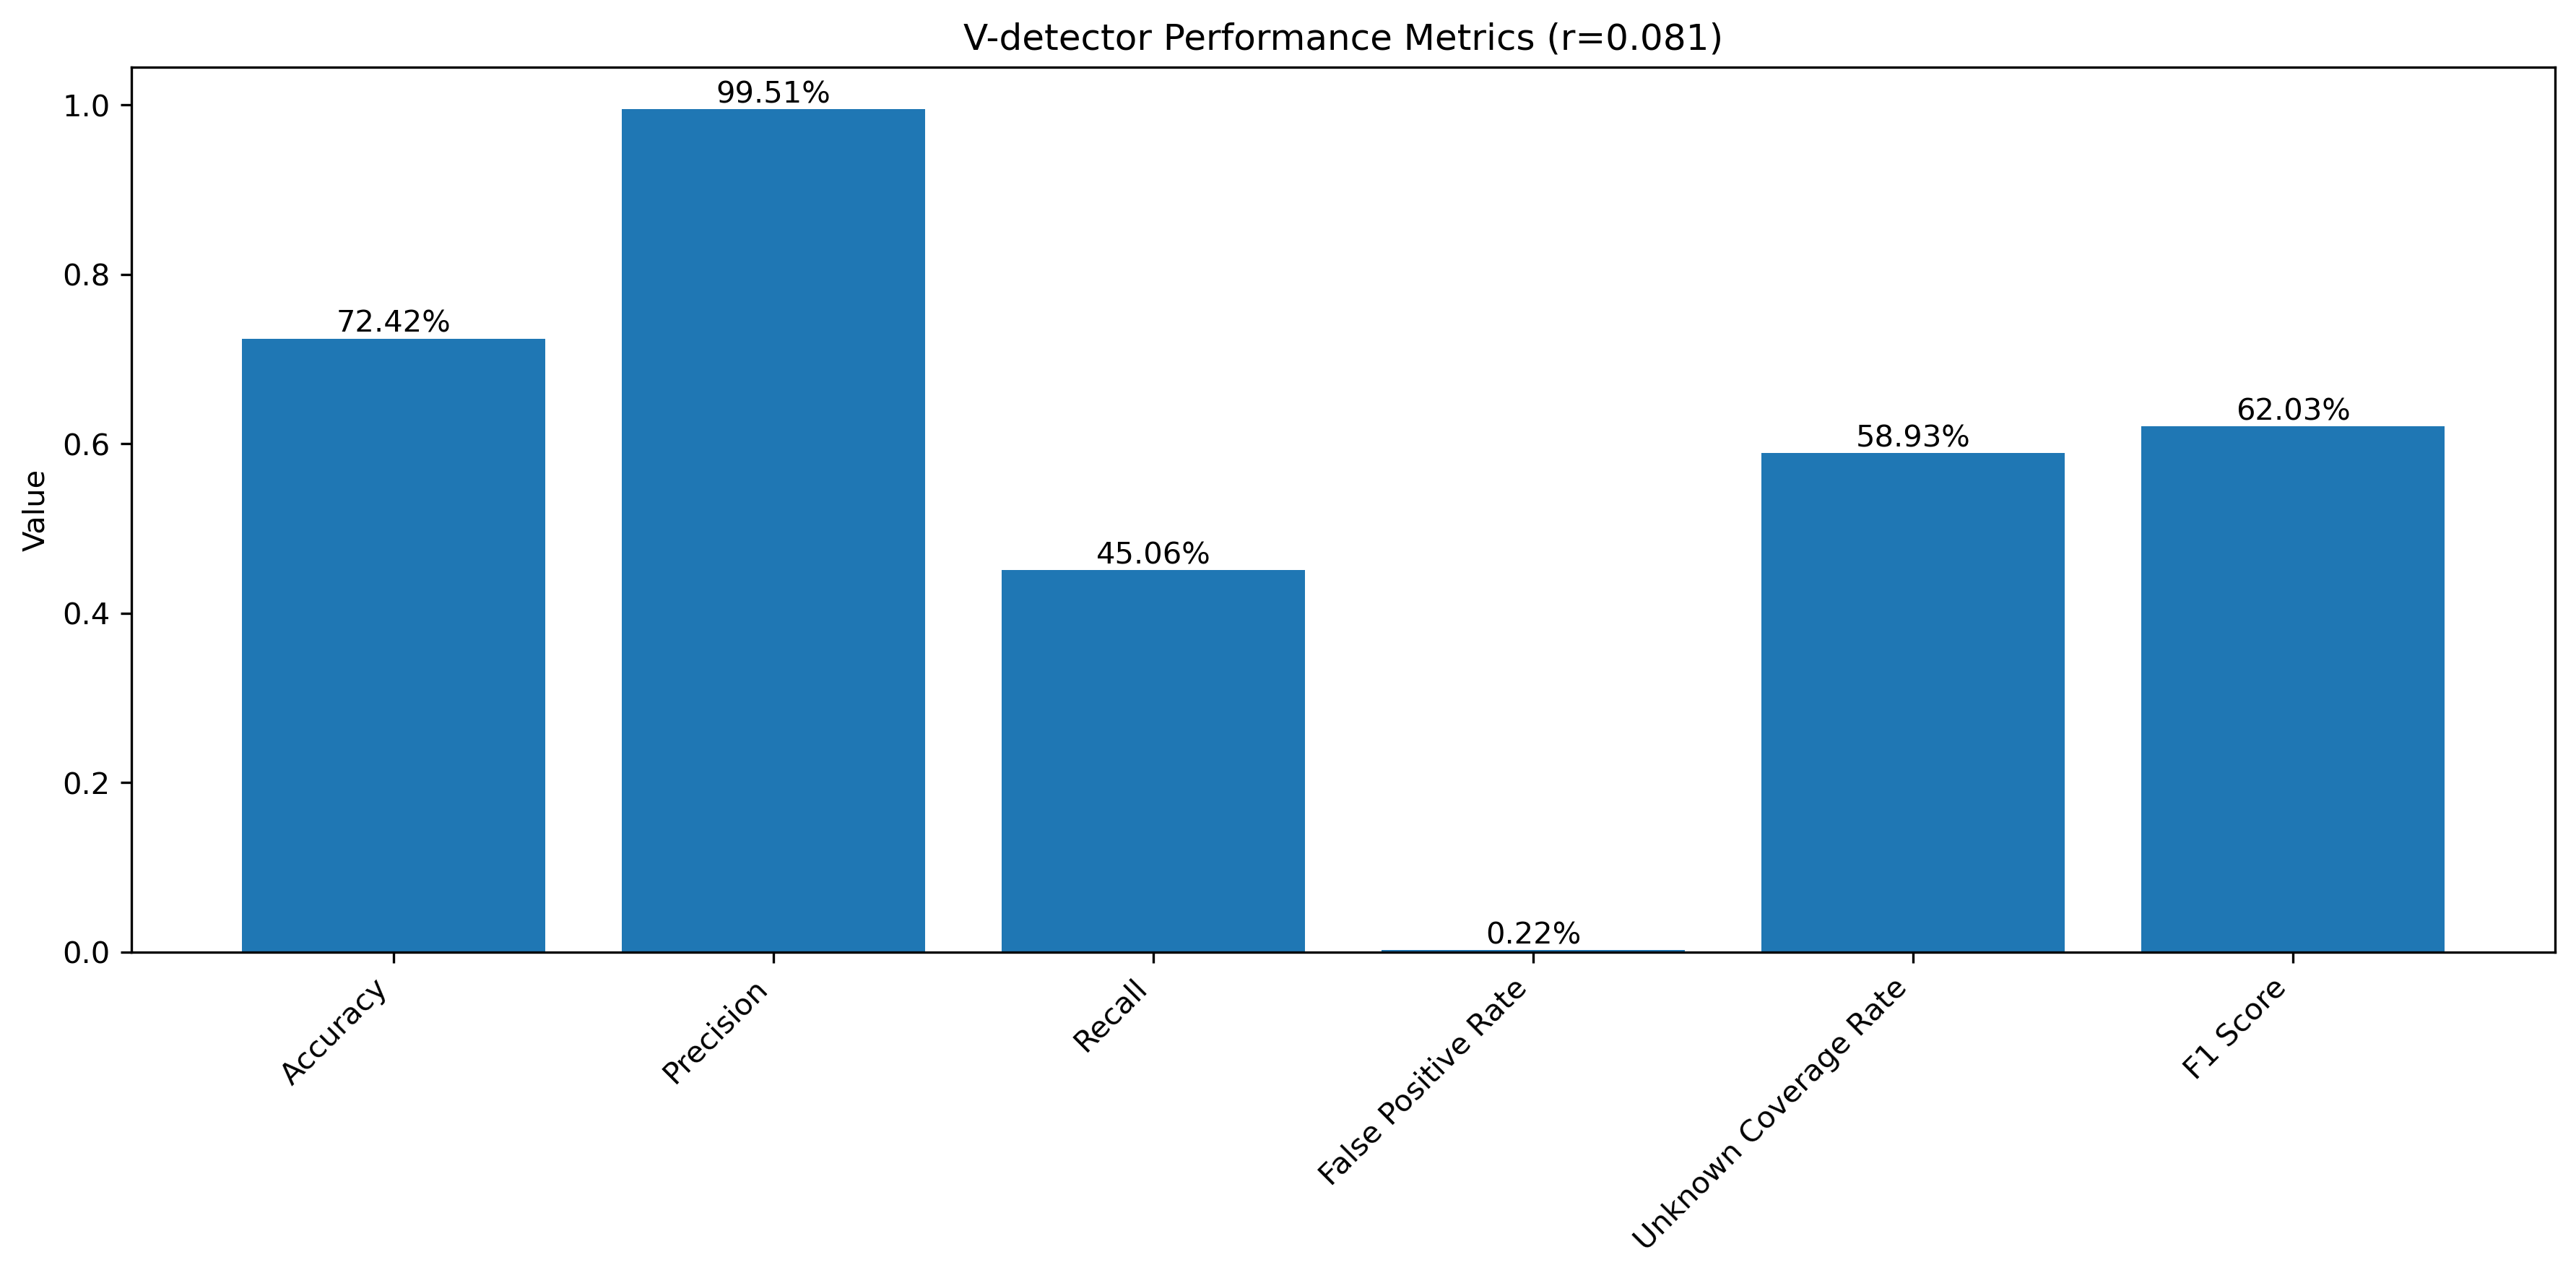 V-detector Performance Metrics (r=0.081)
Value
1.0
0.8
0.6
0.4
0.2
0.0
72.42%
99.51%
45.06%
0.22%
58.93%
62.03%
Accuracy
Precision
Recall
False Positive Rate
Unknown Coverage Rate
F1 Score